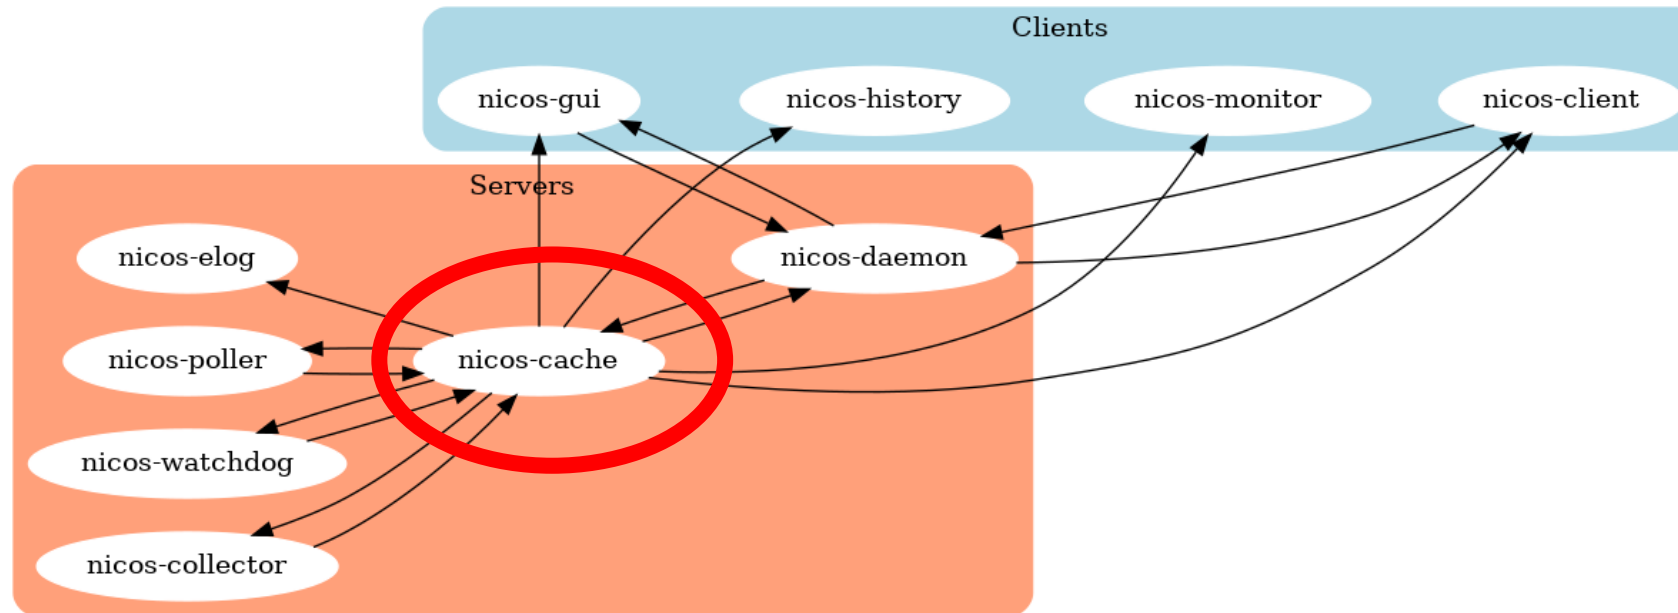 Clients
nicos-gui
nicos-history
nicos-monitor
nicos-client
Servers
nicos-elog
nicos-daemon
nicos-poller
nicos-cache
nicos-watchdog
nicos-collector